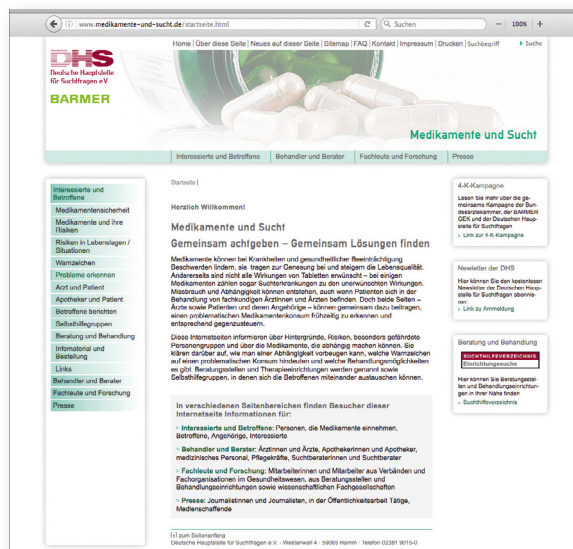 www.medikamente-und-sucht.de/startseite.html
Suchen
100%
Home | Über diese Seite | Neues auf dieser Seite | Sitemap | FAQ | Kontakt | Impressum | Drucken | Suchbegriff
Suche
DHS
Deutsche Hauptstelle
für Suchtfragen e.V.
BARMER
Medikamente und Sucht
Interessierte und Betroffene | Behandler und Berater | Fachleute und Forschung | Presse
Interessierte und
Betroffene
Medikamentensicherheit
Medikamente und ihre
Risiken
Risiken in Lebenslagen /
Situationen
Warnzeichen
Probleme erkennen
Arzt und Patient
Apotheker und Patient
Betroffene berichten
Selbsthilfegruppen
Beratung und Behandlung
Infomaterial und
Bestellung
Links
Behandler und Berater
Fachleute und Forschung
Presse
Startseite |
Herzlich Willkommen!
Medikamente und Sucht
Gemeinsam achtgeben – Gemeinsam Lösungen finden
Medikamente können bei Krankheiten und gesundheitlicher Beeinträchtigung
Beschwerden lindern, sie tragen zur Genesung bei und steigern die Lebensqualität.
Andererseits sind nicht alle Wirkungen von Tabletten erwünscht – bei einigen
Medikamenten zählen sogar Suchterkrankungen zu den unerwünschten Wirkungen.
Missbrauch und Abhängigkeit können entstehen, auch wenn Patienten sich in der
Behandlung von fachkundigen Ärztinnen und Ärzten befinden. Doch beide Seiten –
Ärzte sowie Patienten und deren Angehörige – können gemeinsam dazu beitragen,
einen problematischen Medikamentenkonsum frühzeitig zu erkennen und
entsprechend gegenzusteuern.
Diese Internetseiten informieren über Hintergründe, Risiken, besonders gefährdete
Personengruppen und über die Medikamente, die abhängig machen können. Sie
klären darüber auf, wie man einer Abhängigkeit vorbeugen kann, welche Warnzeichen
auf einen problematischen Konsum hindeuten und welche Behandlungsmöglichkeiten
es gibt. Beratungsstellen und Therapieeinrichtungen werden genannt sowie
Selbsthilfegruppen, in denen sich die Betroffenen miteinander austauschen können.
In verschiedenen Seitenbereichen finden Besucher dieser
Internetseite Informationen für:
> Interessierte und Betroffene: Personen, die Medikamente einnehmen,
Betroffene, Angehörige, Interessierte
> Behandler und Berater: Ärztinnen und Ärzte, Apothekerinnen und Apotheker,
medizinisches Personal, Pflegekräfte, Suchtberaterinnen und Suchtberater
> Fachleute und Forschung: Mitarbeiterinnen und Mitarbeiter aus Verbänden und
Fachorganisationen im Gesundheitswesen, aus Beratungsstellen und
Behandlungseinrichtungen sowie wissenschaftlichen Fachgesellschaften
> Presse: Journalistinnen und Journalisten, in der Öffentlichkeitsarbeit Tätige,
Medienschaffende
zum Seitenanfang
Deutsche Hauptstelle für Suchtfragen e.V. - Westenwall 4 - 59065 Hamm - Telefon 02381 9015-0
4-K-Kampagne
Lesen Sie mehr über die ge-
meinsame Kampagne der Bun-
desärztekammer, der BARMER
GEK und der Deutschen Haup-
stelle für Suchtfragen
> Link zur 4-K-Kampagne
Newletter der DHS
Hier können Sie den kostenlosen
Newsletter der Deutschen Haupt-
stelle für Suchtfragen abonnie-
ren:
> Link zu Anmeldung
Beratung und Behandlung
SUCHTHILFEVERZEICHNIS
Einrichtungssuche
Hier können Sie Beratungsstel-
len und Behandlungseinrichtun-
gen in Ihrer Nähe finden
> Suchthilfeverzeichnis